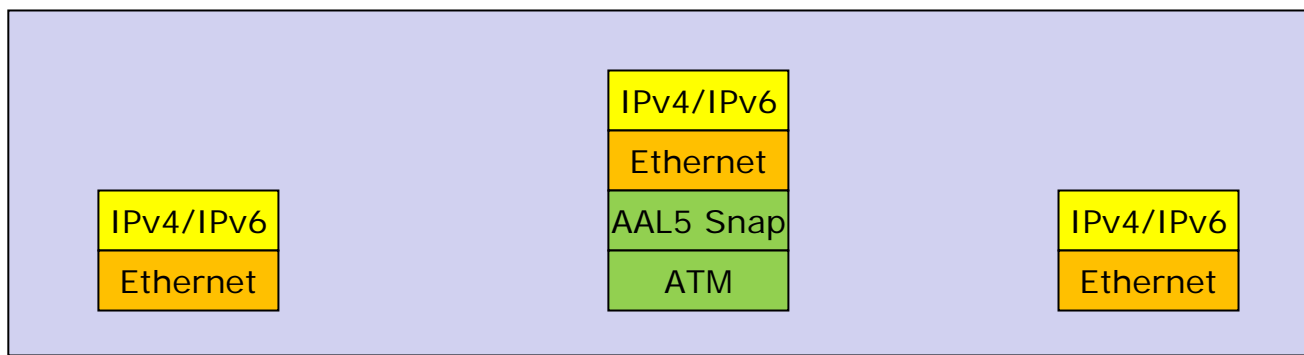 IPv4/IPv6
Ethernet
IPv4/IPv6
Ethernet
AAL5 Snap
ATM
IPv4/IPv6
Ethernet